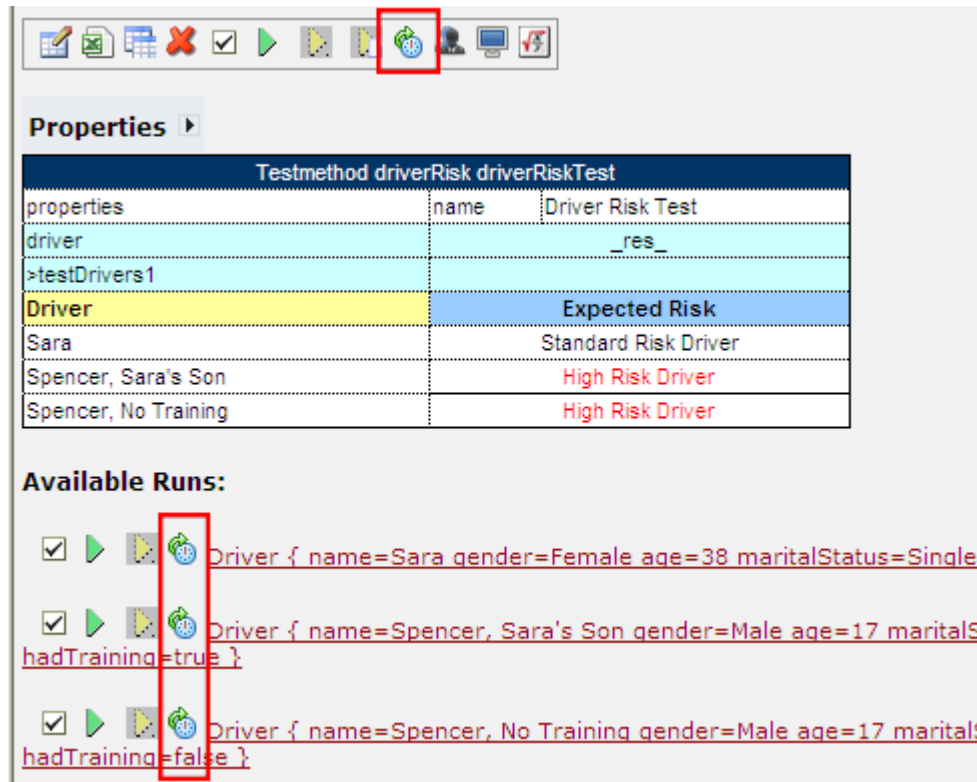 Properties
Testmethod driverRisk driverRiskTest
properties name Driver Risk Test
driver _res_
>testDrivers1
Driver Expected Risk
Sara Standard Risk Driver
Spencer, Sara's Son High Risk Driver
Spencer, No Training High Risk Driver
Available Runs:
Driver { name=Sara gender=Female age=38 maritalStatus=Single
Driver { name=Spencer, Sara's Son gender=Male age=17 maritalS
hadTraining=true }
Driver { name=Spencer, No Training gender=Male age=17 marital
hadTraining=false }